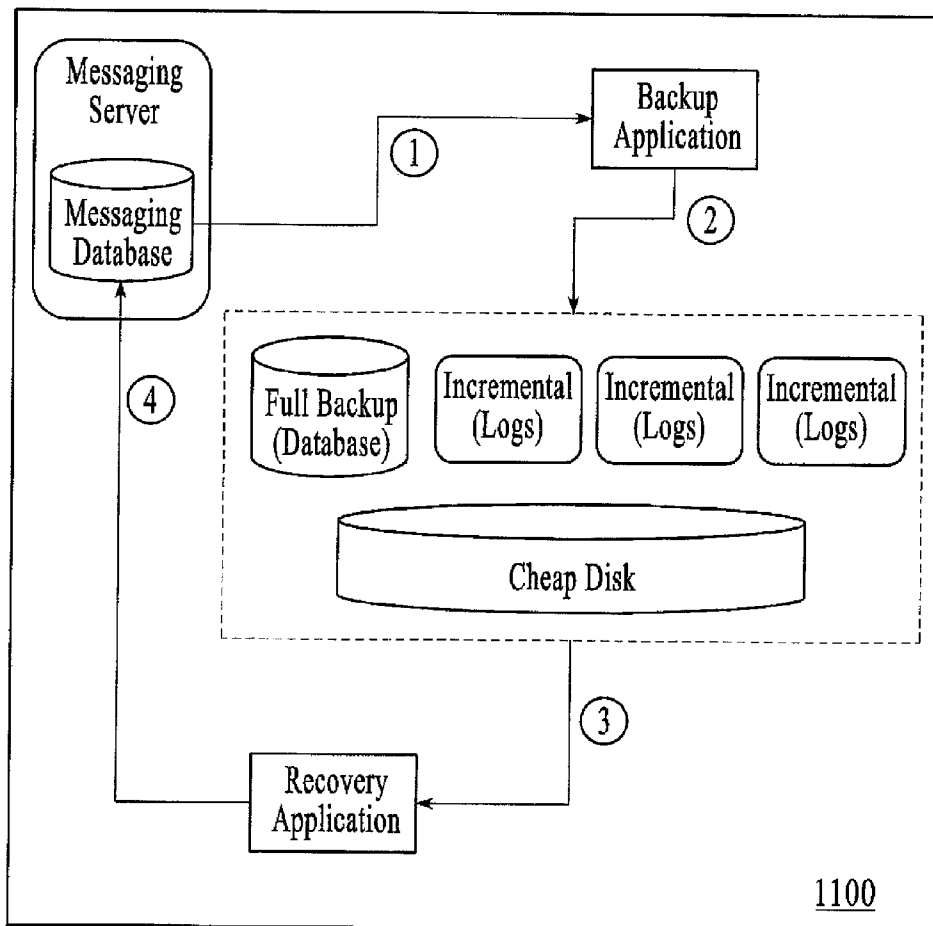 Messaging
Server
Messaging
Database
1
Backup
Application
2
Full Backup
(Database)
Incremental
(Logs)
Incremental
(Logs)
Incremental
(Logs)
Cheap Disk
4
3
Recovery
Application
1100